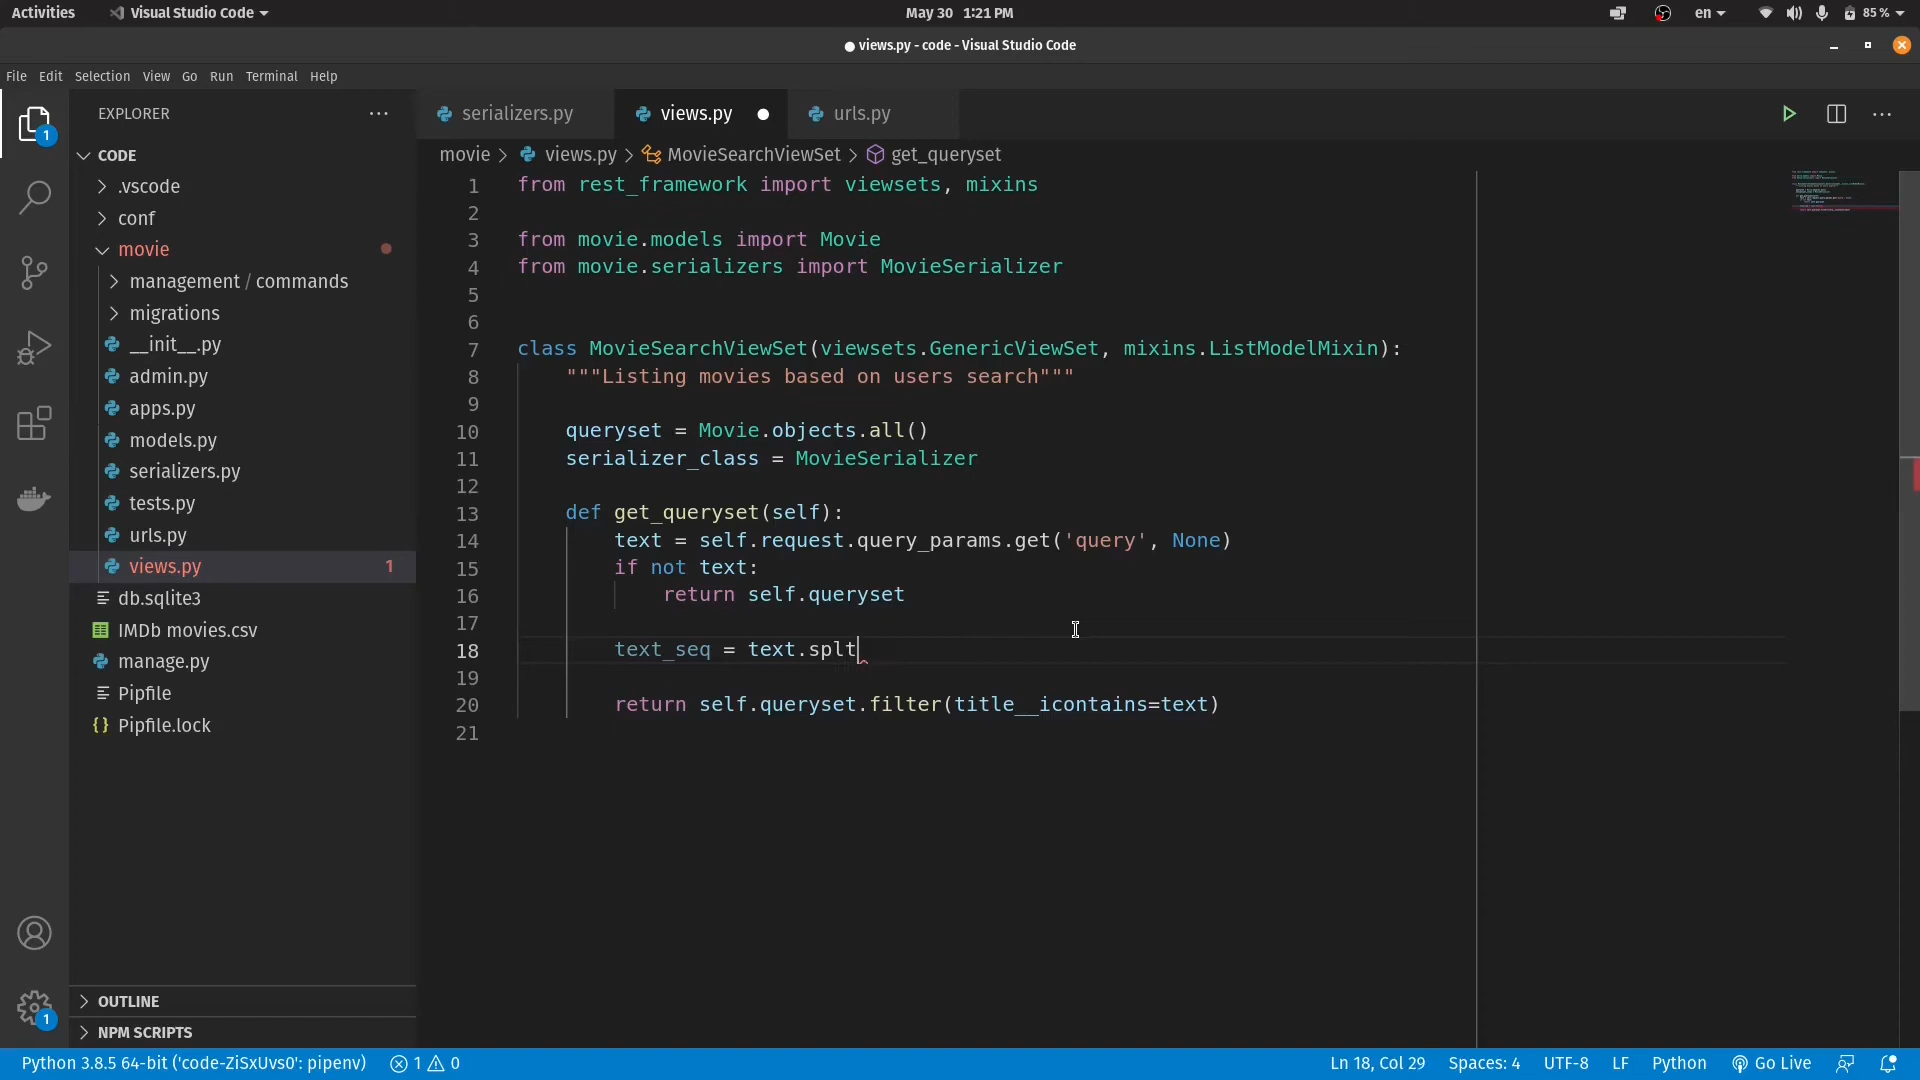 Activities
Visual Studio Code
May 30 1:21 PM
en
85 %
views.py - code - Visual Studio Code
File Edit Selection View Go Run Terminal Help
EXPLORER
CODE
.vscode
conf
movie
management / commands
migrations
__init__.py
admin.py
apps.py
models.py
serializers.py
tests.py
urls.py
views.py 1
db.sqlite3
IMDb movies.csv
manage.py
Pipfile
Pipfile.lock
OUTLINE
NPM SCRIPTS
1
1
serializers.py
views.py
urls.py
movie > views.py > MovieSearchViewSet > get_queryset
1 from rest_framework import viewsets, mixins
2
3 from movie.models import Movie
4 from movie.serializers import MovieSerializer
5
6
7 class MovieSearchViewSet(viewsets.GenericViewSet, mixins.ListModelMixin):
8 """Listing movies based on users search"""
9
10 queryset = Movie.objects.all()
11 serializer_class = MovieSerializer
12
13 def get_queryset(self):
14 text = self.request.query_params.get('query', None)
15 if not text:
16 return self.queryset
17
18 text_seq = text.splt
19
20 return self.queryset.filter(title__icontains=text)
21
Python 3.8.5 64-bit ('code-ZiSxUvs0': pipenv) 1 0
Ln 18, Col 29 Spaces: 4 UTF-8 LF Python Go Live